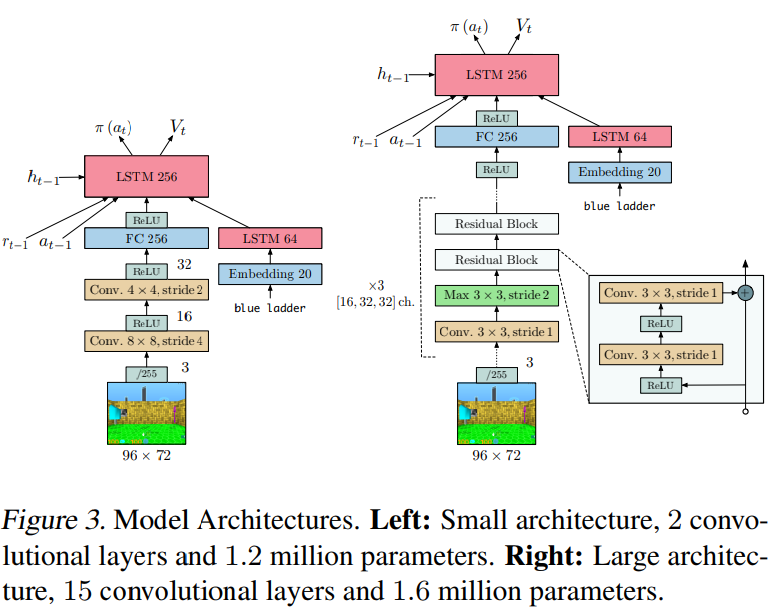 π (a_t) V_t
h_{t−1} LSTM 256
r_{t−1} a_{t−1} ReLU
FC 256 LSTM 64
ReLU 32 Embedding 20
Conv. 4 × 4, stride 2 blue ladder
ReLU 16
Conv. 8 × 8, stride 4
/255 3
96 × 72
π (a_t) V_t
h_{t−1} LSTM 256
ReLU
r_{t−1} a_{t−1} FC 256 LSTM 64
ReLU Embedding 20
blue ladder
Residual Block
Residual Block
×3
[16, 32, 32] ch.
Max 3 × 3, stride 2
Conv. 3 × 3, stride 1
/255 3
96 × 72
Conv. 3 × 3, stride 1 +
ReLU
Conv. 3 × 3, stride 1
ReLU
Figure 3. Model Architectures. Left: Small architecture, 2 convo-
lutional layers and 1.2 million parameters. Right: Large architec-
ture, 15 convolutional layers and 1.6 million parameters.